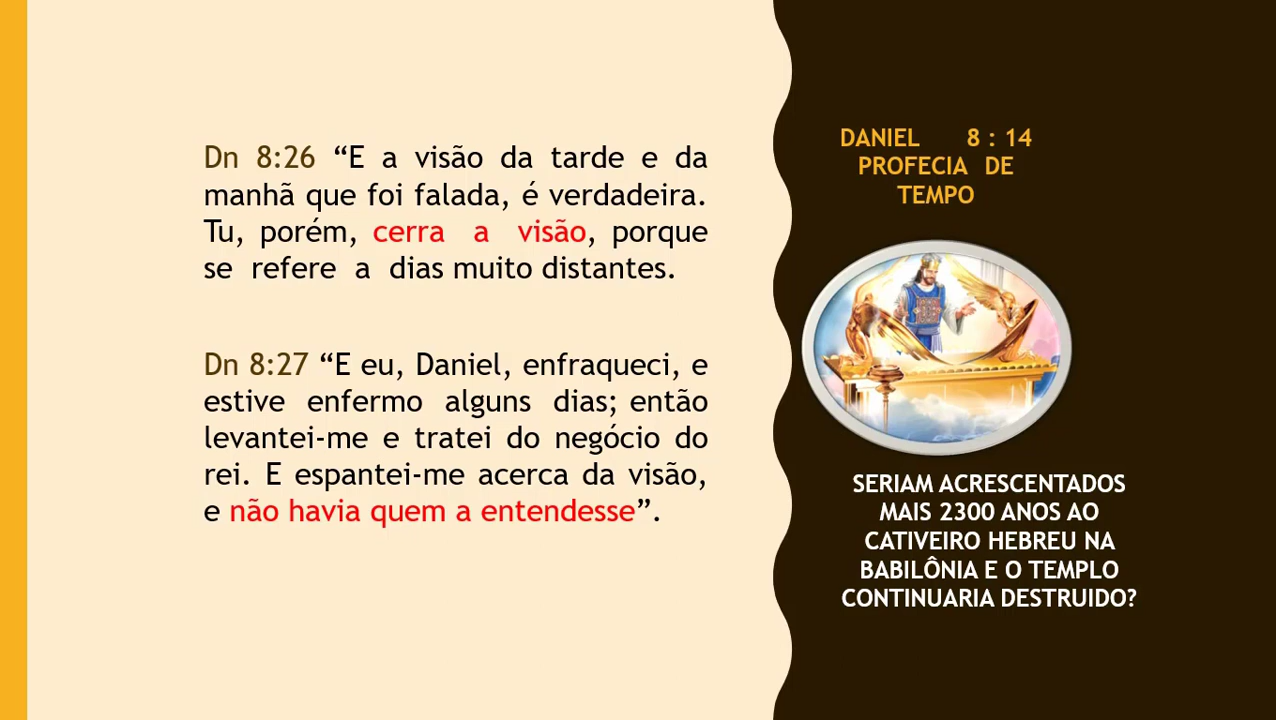 Dn 8:26 “E a visão da tarde e da
manhã que foi falada, é verdadeira.
Tu, porém, cerra a visão, porque
se refere a dias muito distantes.
Dn 8:27 “E eu, Daniel, enfraqueci, e
estive enfermo alguns dias; então
levantei-me e tratei do negócio do
rei. E espantei-me acerca da visão,
e não havia quem a entendesse”.
DANIEL 8 : 14
PROFECIA DE
TEMPO
SERIAM ACRESCENTADOS
MAIS 2300 ANOS AO
CATIVEIRO HEBREU NA
BABILÔNIA E O TEMPLO
CONTINUARIA DESTRUIDO?